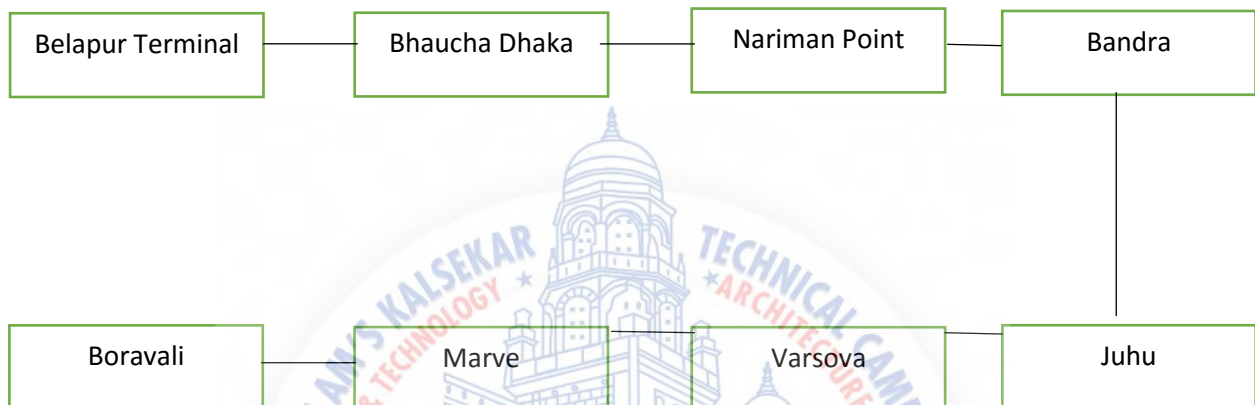 Belapur Terminal
Bhaucha Dhaka
Nariman Point
Bandra
KALSEKAR
TECHNICAL
TECHNOLOGY
ARCHITECTURE
Boravali
Marve
Varsova
Juhu